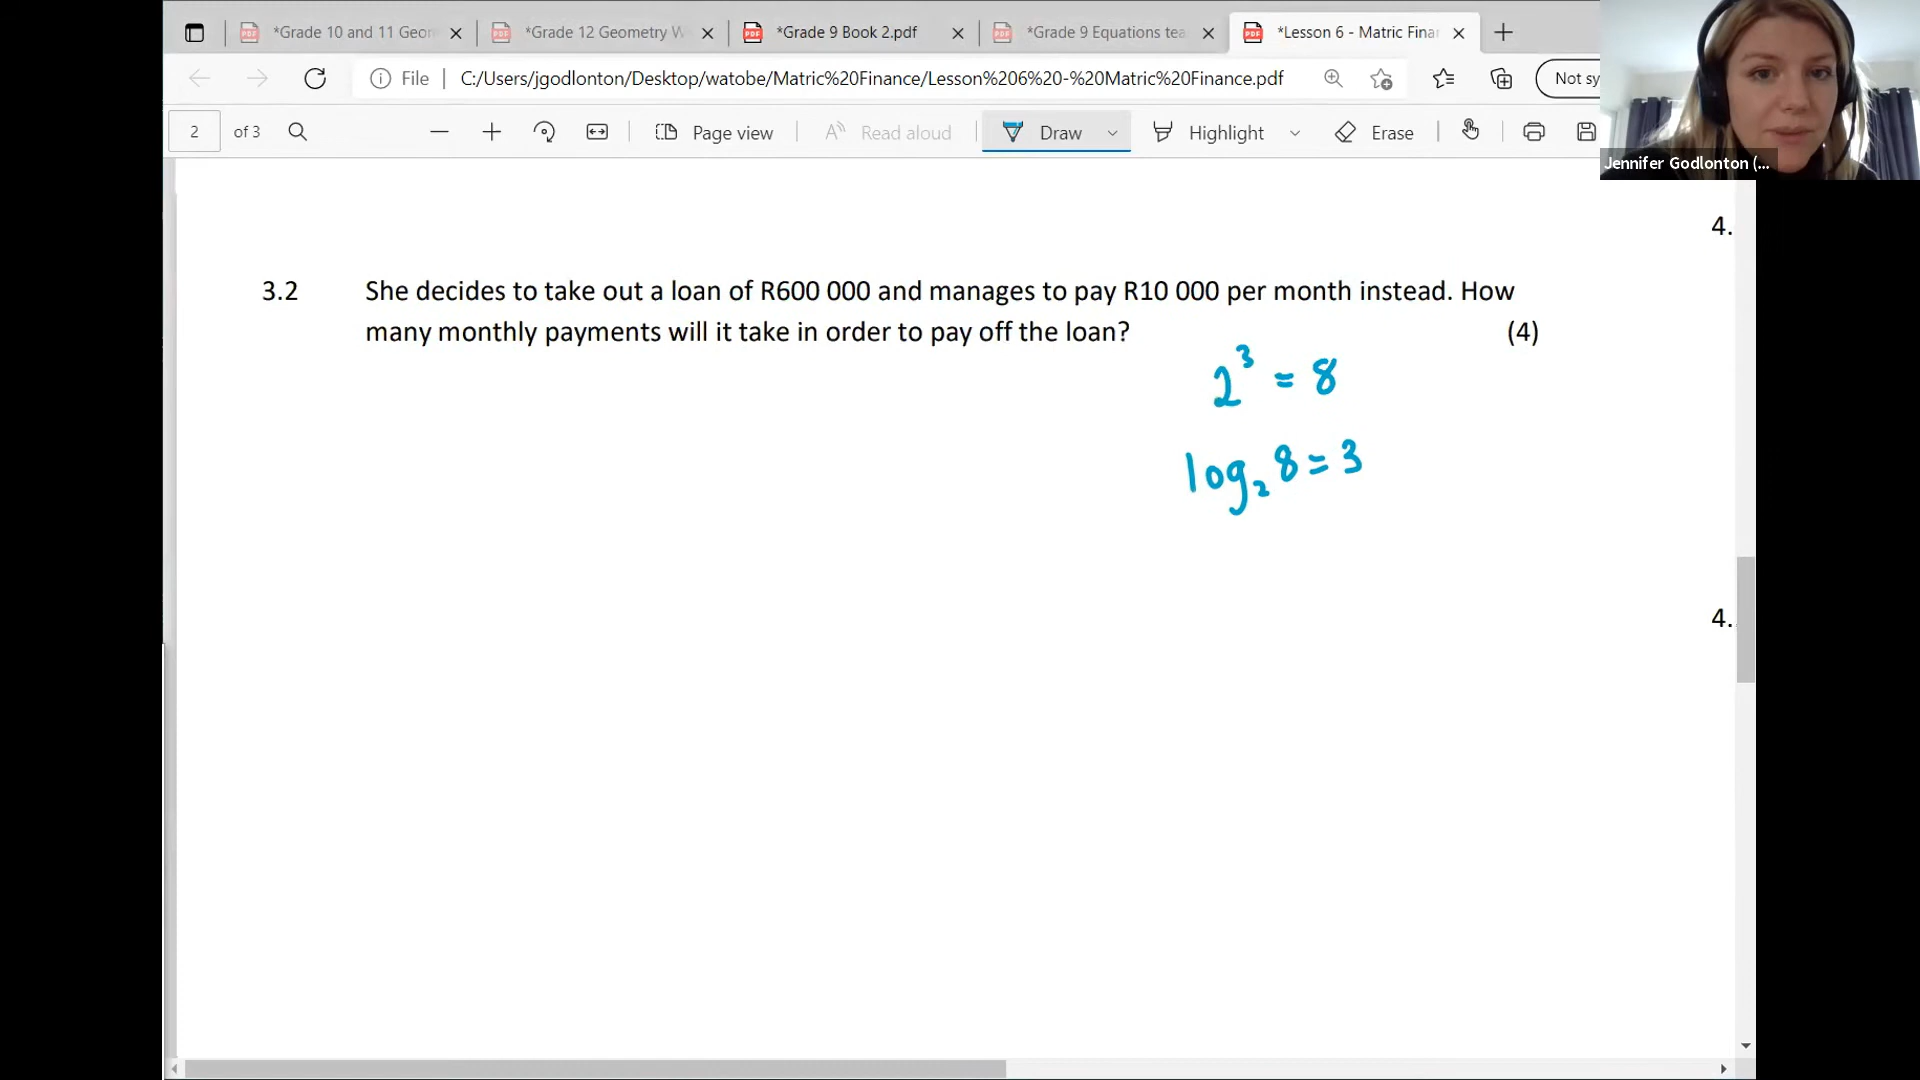 *Grade 10 and 11 Geor
*Grade 12 Geometry W
*Grade 9 Book 2.pdf
*Grade 9 Equations tea
*Lesson 6 - Matric Finar
File
C:/Users/jgodlonton/Desktop/watobe/Matric%20Finance/Lesson%206%20-%20Matric%20Finance.pdf
Not sy
2 of 3
Page view
Read aloud
Draw
Highlight
Erase
Jennifer Godlonton (...
4.
3.2 She decides to take out a loan of R600 000 and manages to pay R10 000 per month instead. How
many monthly payments will it take in order to pay off the loan? (4)
2³ = 8
log₂ 8 = 3
4.